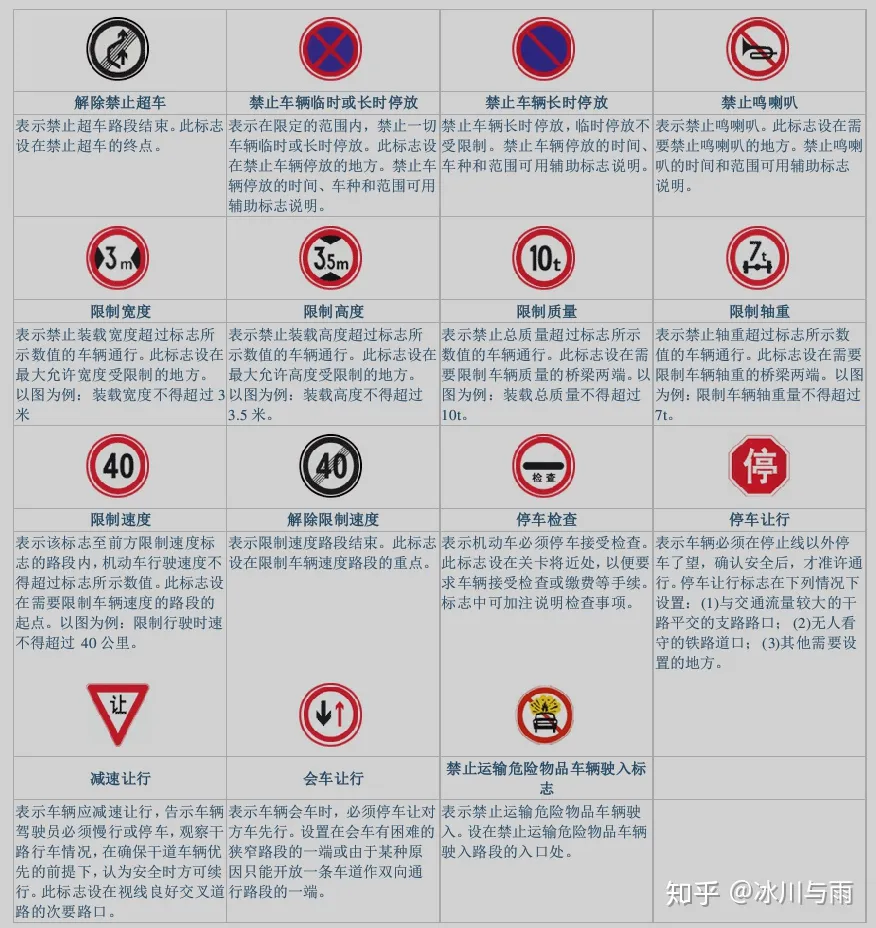 解除禁止超车
禁止车辆临时或长时停放
禁止车辆长时停放
禁止鸣喇叭
表示禁止超车路段结束。此标志
设在禁止超车的终点。
表示在限定的范围内，禁止一切
车辆临时或长时停放。此标志设
在禁止车辆停放的地方。禁止车
辆停放的时间、车种和范围可用
辅助标志说明。
禁止车辆长时停放，临时停放不
受限制。禁止车辆停放的时间、
车种和范围可用辅助标志说明。
表示禁止鸣喇叭。此标志设在需
要禁止鸣喇叭的地方。禁止鸣喇
叭的时间和范围可用辅助标志
说明。
3m
3.5m
10t
7t
限制宽度
限制高度
限制质量
限制轴重
表示禁止装载宽度超过标志所
示数值的车辆通行。此标志设在
最大允许宽度受限制的地方。
以图为例：装载宽度不得超过 3
米
表示禁止装载高度超过标志所
示数值的车辆通行。此标志设在
最大允许高度受限制的地方。
以图为例：装载高度不得超过
3.5 米。
表示禁止总质量超过标志所示
数值的车辆通行。此标志设在需
要限制车辆质量的桥梁两端。以
图为例：装载总质量不得超过
10t。
表示禁止轴重超过标志所示数
值的车辆通行。此标志设在需要
限制车辆轴重的桥梁两端。以图
为例：限制车辆轴重量不得超过
7t。
40
40
检查
停
限制速度
解除限制速度
停车检查
停车让行
表示该标志至前方限制速度标
志的路段内，机动车行驶速度不
得超过标志所示数值。此标志设
在需要限制车辆速度的路段的
起点。以图为例：限制行驶时速
不得超过 40 公里。
表示限制速度路段结束。此标志
设在限制车辆速度路段的重点。
表示机动车必须停车接受检查。
此标志设在关卡将近处，以便要
求车辆接受检查或缴费等手续。
标志中可加注说明检查事项。
表示车辆必须在停止线以外停
车了望，确认安全后，才准许通
行。停车让行标志在下列情况下
设置：(1)与交通流量较大的干
路平交的支路路口；(2)无人看
守的铁路道口；(3)其他需要设
置的地方。
让
减速让行
会车让行
禁止运输危险物品车辆驶入标
志
表示车辆应减速让行，告示车辆
驾驶员必须慢行或停车，观察干
路行车情况，在确保干道车辆优
先的前提下，认为安全时方可续
行。此标志设在视线良好交叉道
路的次要路口。
表示车辆会车时，必须停车让对
方车先行。设置在会车有困难的
狭窄路段的一端或由于某种原
因只能开放一条车道作双向通
行路段的一端。
表示禁止运输危险物品车辆驶
入。设在禁止运输危险物品车辆
驶入路段的入口处。
知乎 @冰川与雨